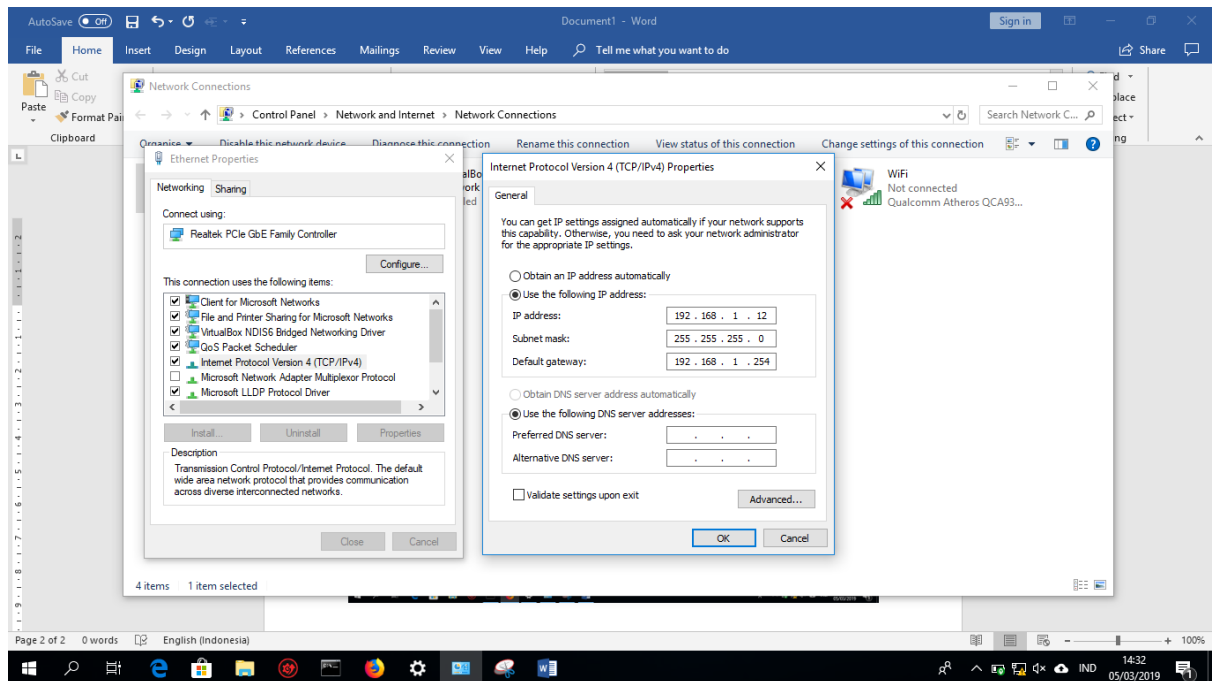 AutoSave Off
Document1 - Word
Sign in
File Home Insert Design Layout References Mailings Review View Help Tell me what you want to do Share
Cut
Copy
Format Pai
Paste
Clipboard
Network Connections
Control Panel > Network and Internet > Network Connections
Search Network C...
Organise Disable this network device Diagnose this connection Rename this connection View status of this connection Change settings of this connection
WiFi
Not connected
Qualcomm Atheros QCA93...
Ethernet Properties
Networking Sharing
Connect using:
Realtek PCIe GbE Family Controller
Configure...
This connection uses the following items:
Client for Microsoft Networks
File and Printer Sharing for Microsoft Networks
VirtualBox NDIS6 Bridged Networking Driver
QoS Packet Scheduler
Internet Protocol Version 4 (TCP/IPv4)
Microsoft Network Adapter Multiplexor Protocol
Microsoft LLDP Protocol Driver
Install... Uninstall Properties
Description
Transmission Control Protocol/Internet Protocol. The default
wide area network protocol that provides communication
across diverse interconnected networks.
Close Cancel
Internet Protocol Version 4 (TCP/IPv4) Properties
General
You can get IP settings assigned automatically if your network supports
this capability. Otherwise, you need to ask your network administrator
for the appropriate IP settings.
Obtain an IP address automatically
Use the following IP address:
IP address: 192 . 168 . 1 . 12
Subnet mask: 255 . 255 . 255 . 0
Default gateway: 192 . 168 . 1 . 254
Obtain DNS server address automatically
Use the following DNS server addresses:
Preferred DNS server: . . .
Alternative DNS server: . . .
Validate settings upon exit
Advanced...
OK Cancel
4 items 1 item selected
Page 2 of 2 0 words English (Indonesia) 100%
IND
14:32
05/03/2019